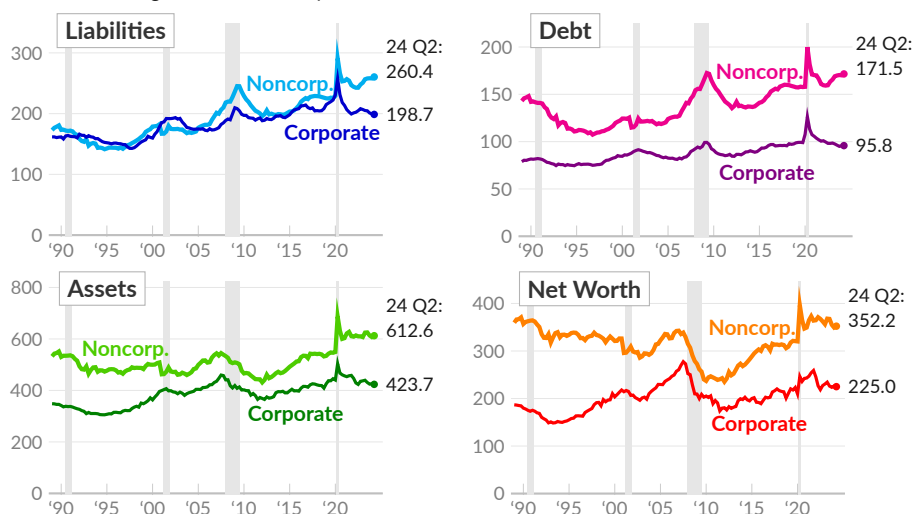 Liabilities
24 Q2:
260.4
198.7
Noncorp.
Corporate
300
200
100
0
‘90 ‘95 ‘00 ‘05 ‘10 ‘15 ‘20
Debt
24 Q2:
171.5
95.8
Noncorp.
Corporate
200
150
100
50
0
‘90 ‘95 ‘00 ‘05 ‘10 ‘15 ‘20
Assets
24 Q2:
612.6
423.7
Noncorp.
Corporate
800
600
400
200
0
‘90 ‘95 ‘00 ‘05 ‘10 ‘15 ‘20
Net Worth
24 Q2:
352.2
225.0
Noncorp.
Corporate
400
300
200
100
0
‘90 ‘95 ‘00 ‘05 ‘10 ‘15 ‘20